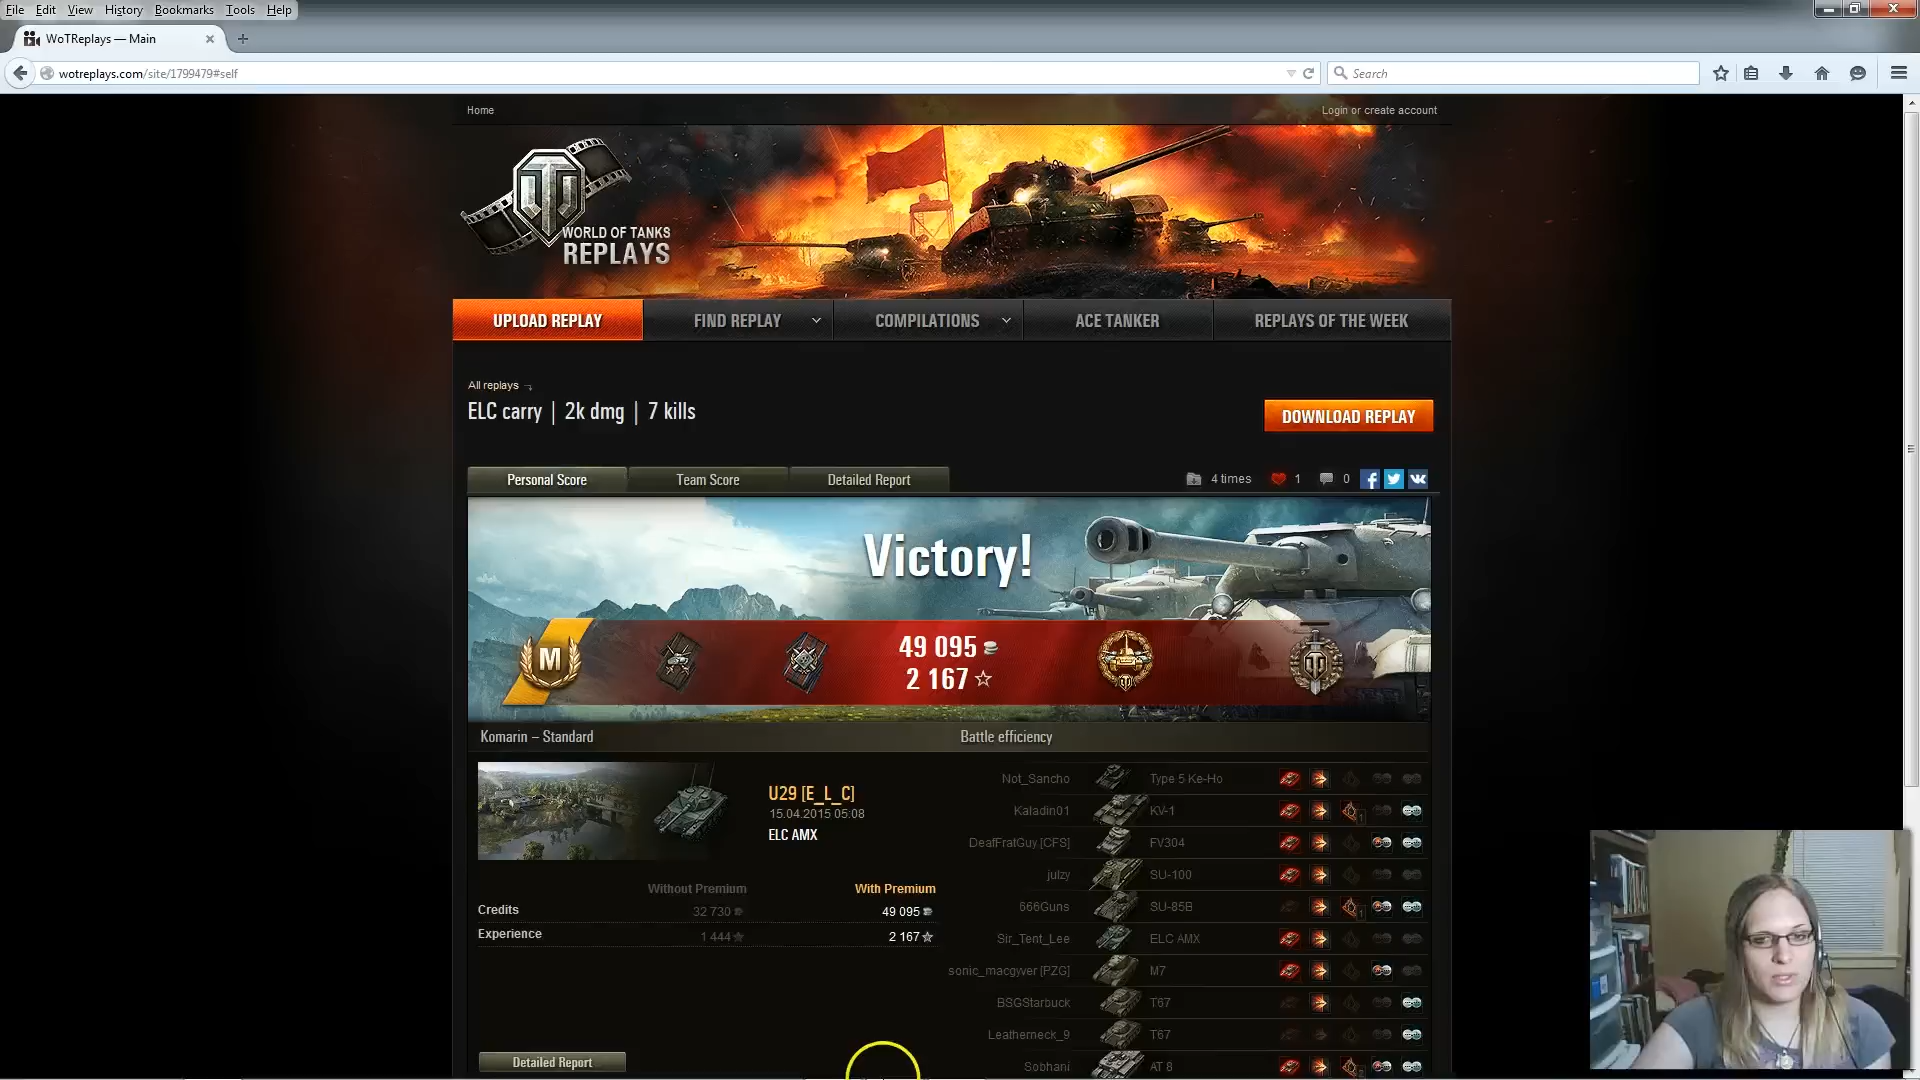 File Edit View History Bookmarks Tools Help
WoTReplays — Main
wotreplays.com/site/1799479#self
Search
Home
Login or create account
WORLD OF TANKS
REPLAYS
UPLOAD REPLAY
FIND REPLAY
COMPILATIONS
ACE TANKER
REPLAYS OF THE WEEK
All replays
ELC carry | 2k dmg | 7 kills
DOWNLOAD REPLAY
Personal Score
Team Score
Detailed Report
4 times
1
0
Victory!
M
49 095
2 167
Komarin – Standard
Battle efficiency
U29 [E_L_C]
15.04.2015 05:08
ELC AMX
Without Premium
With Premium
Credits
32 730
49 095
Experience
1 444
2 167
Detailed Report
Not_Sancho Type 5 Ke-Ho
Kaladin01 KV-1
DeafFratGuy [CFS] FV304
julzy SU-100
666Guns SU-85B
Sir_Tent_Lee ELC AMX
sonic_macgyver [PZG] M7
BSGStarbuck T67
Leatherneck_9 T67
Sobhani AT 8